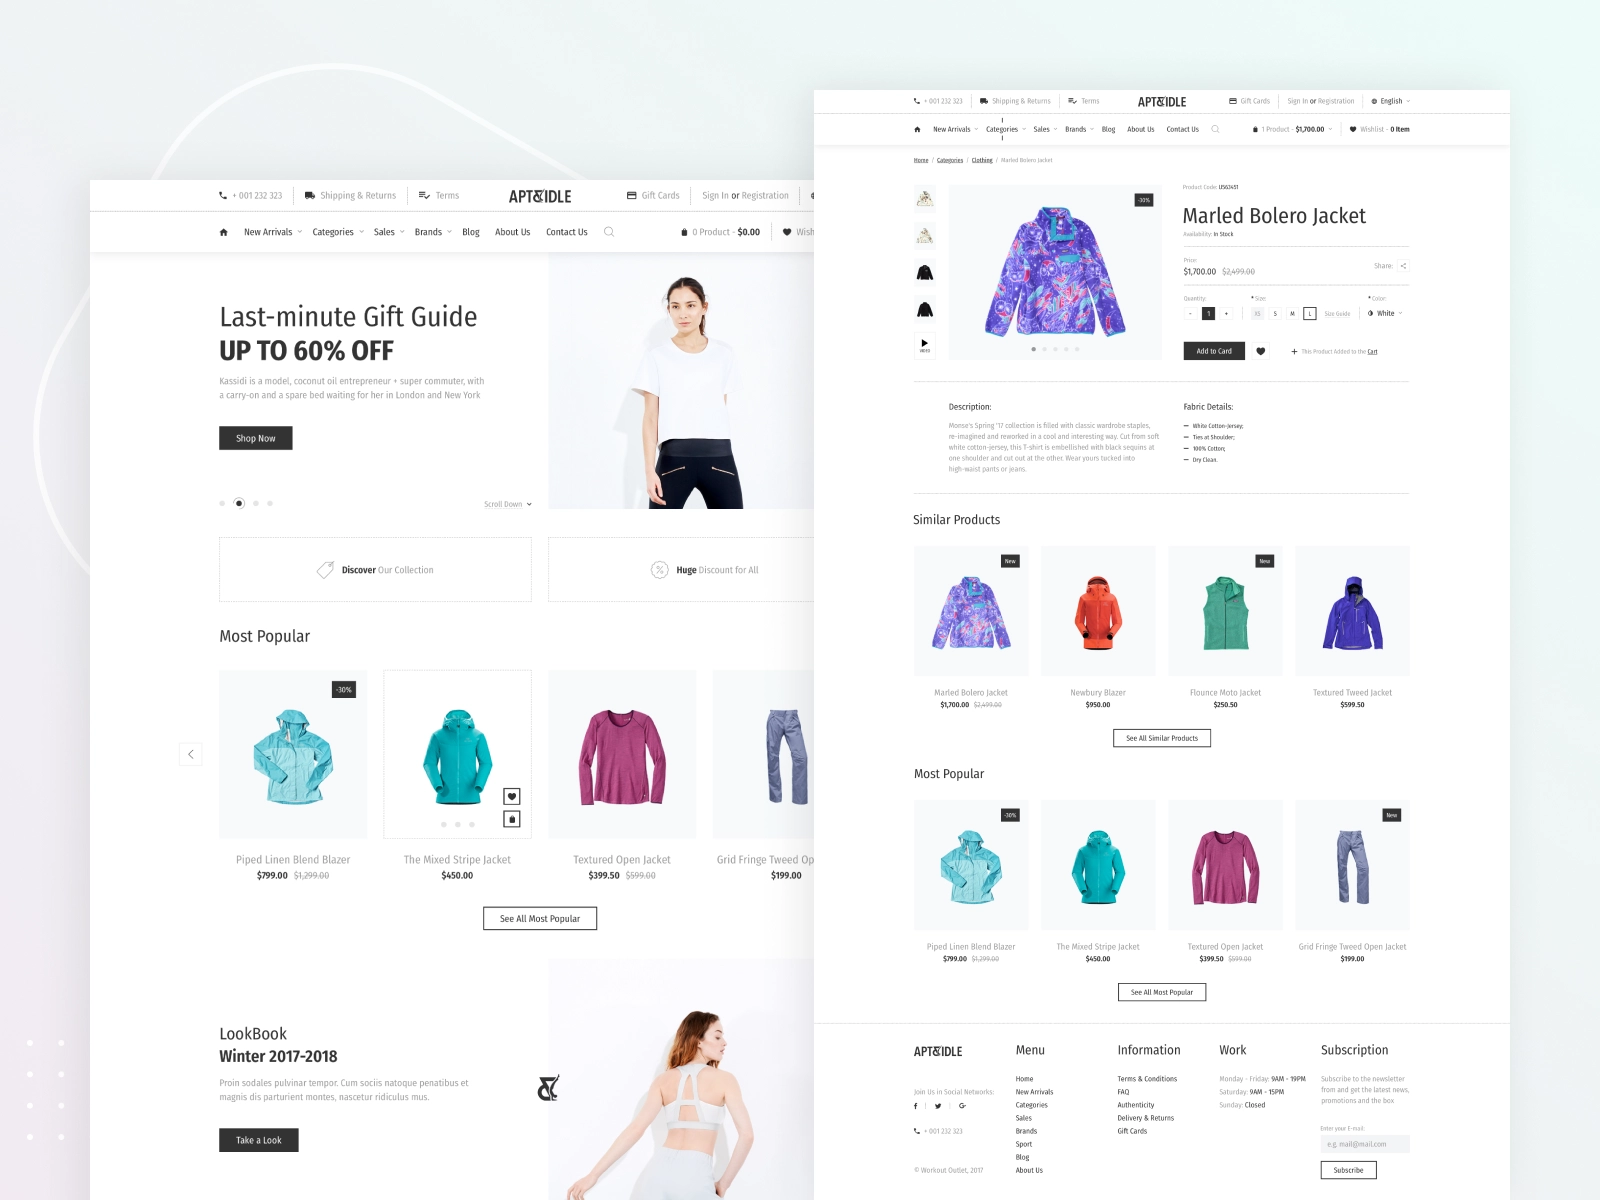 + 001 232 323
Shipping & Returns
Terms
APT&IDLE
Gift Cards
Sign In or Registration
New Arrivals
Categories
Sales
Brands
Blog
About Us
Contact Us
0 Product - $0.00
Wish
Last-minute Gift Guide
UP TO 60% OFF
Kassidi is a model, coconut oil entrepreneur + super commuter, with
a carry-on and a spare bed waiting for her in London and New York
Shop Now
Scroll Down
Discover Our Collection
% Huge Discount for All
Most Popular
-30%
Piped Linen Blend Blazer
$799.00 $1,299.00
The Mixed Stripe Jacket
$450.00
Textured Open Jacket
$399.50 $599.00
Grid Fringe Tweed Op
$199.00
See All Most Popular
LookBook
Winter 2017-2018
Proin sodales pulvinar tempor. Cum sociis natoque penatibus et
magnis dis parturient montes, nascetur ridiculus mus.
Take a Look
&
+ 001 232 323
Shipping & Returns
Terms
APT&IDLE
Gift Cards
Sign In or Registration
English
New Arrivals
Categories
Sales
Brands
Blog
About Us
Contact Us
1 Product - $1,700.00
Wishlist - 0 Item
Home / Categories / Clothing / Marled Bolero Jacket
VIDEO
-30%
Product Code: US63451
Marled Bolero Jacket
Availability: In Stock
Price:
$1,700.00 $2,499.00
Share:
Quantity:
- 1 +
* Size:
XS S M L Size Guide
* Color:
White
Add to Card
+ This Product Added to the Cart
Description:
Monse's Spring '17 collection is filled with classic wardrobe staples,
re-imagined and reworked in a cool and interesting way. Cut from soft
white cotton-jersey, this T-shirt is embellished with black sequins at
one shoulder and cut out at the other. Wear yours tucked into
high-waist pants or jeans.
Fabric Details:
— White Cotton-Jersey;
— Ties at Shoulder;
— 100% Cotton;
— Dry Clean.
Similar Products
New
Marled Bolero Jacket
$1,700.00 $2,499.00
Newbury Blazer
$950.00
New
Flounce Moto Jacket
$250.50
Textured Tweed Jacket
$599.50
See All Similar Products
Most Popular
-30%
Piped Linen Blend Blazer
$799.00 $1,299.00
The Mixed Stripe Jacket
$450.00
Textured Open Jacket
$399.50 $599.00
New
Grid Fringe Tweed Open Jacket
$199.00
See All Most Popular
APT&IDLE
Join Us in Social Networks:
f
G+
+ 001 232 323
© Workout Outlet, 2017
Menu
Home
New Arrivals
Categories
Sales
Brands
Sport
Blog
About Us
Information
Terms & Conditions
FAQ
Authenticity
Delivery & Returns
Gift Cards
Work
Monday - Friday: 9AM - 19PM
Saturday: 9AM - 15PM
Sunday: Closed
Subscription
Subscribe to the newsletter
from and get the latest news,
promotions and the box
Enter your E-mail:
e.g. mail@mail.com
Subscribe